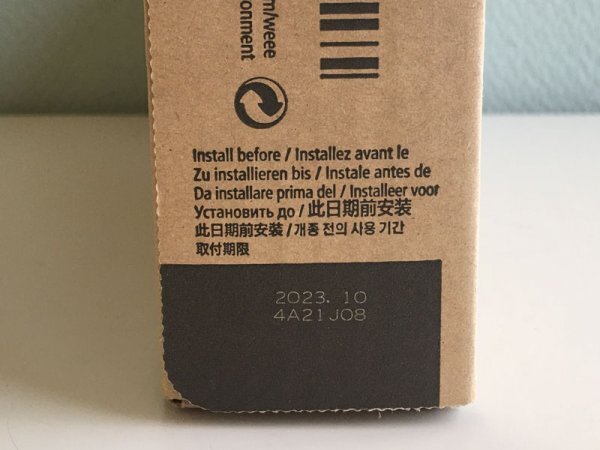 m/weee
onment
Install before / Installez avant le
Zu installieren bis / Instale antes de
Da installare prima del / Installeer voor
Установить до / 此日期前安装
此日期前安裝 / 개봉 전의 사용 기간
取付期限
2023. 10
4A21J08